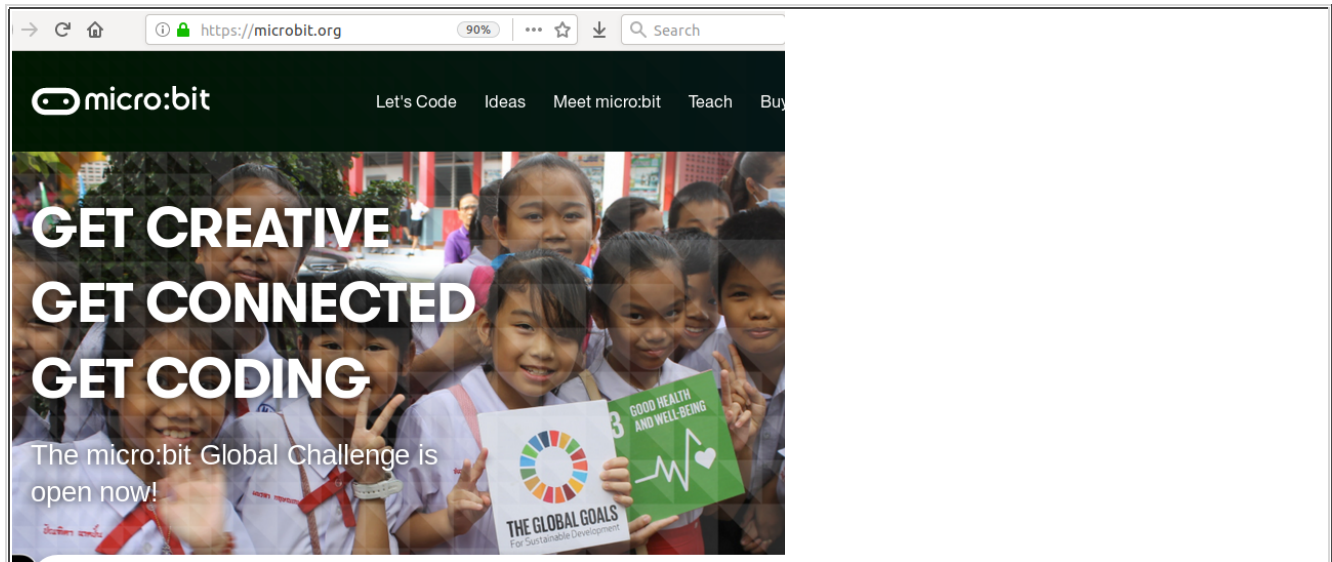 https://microbit.org
90%
Search
micro:bit
Let's Code
Ideas
Meet micro:bit
Teach
Buy
GET CREATIVE
GET CONNECTED
GET CODING
The micro:bit Global Challenge is
open now!
3 GOOD HEALTH
AND WELL-BEING
THE GLOBAL GOALS
For Sustainable Development